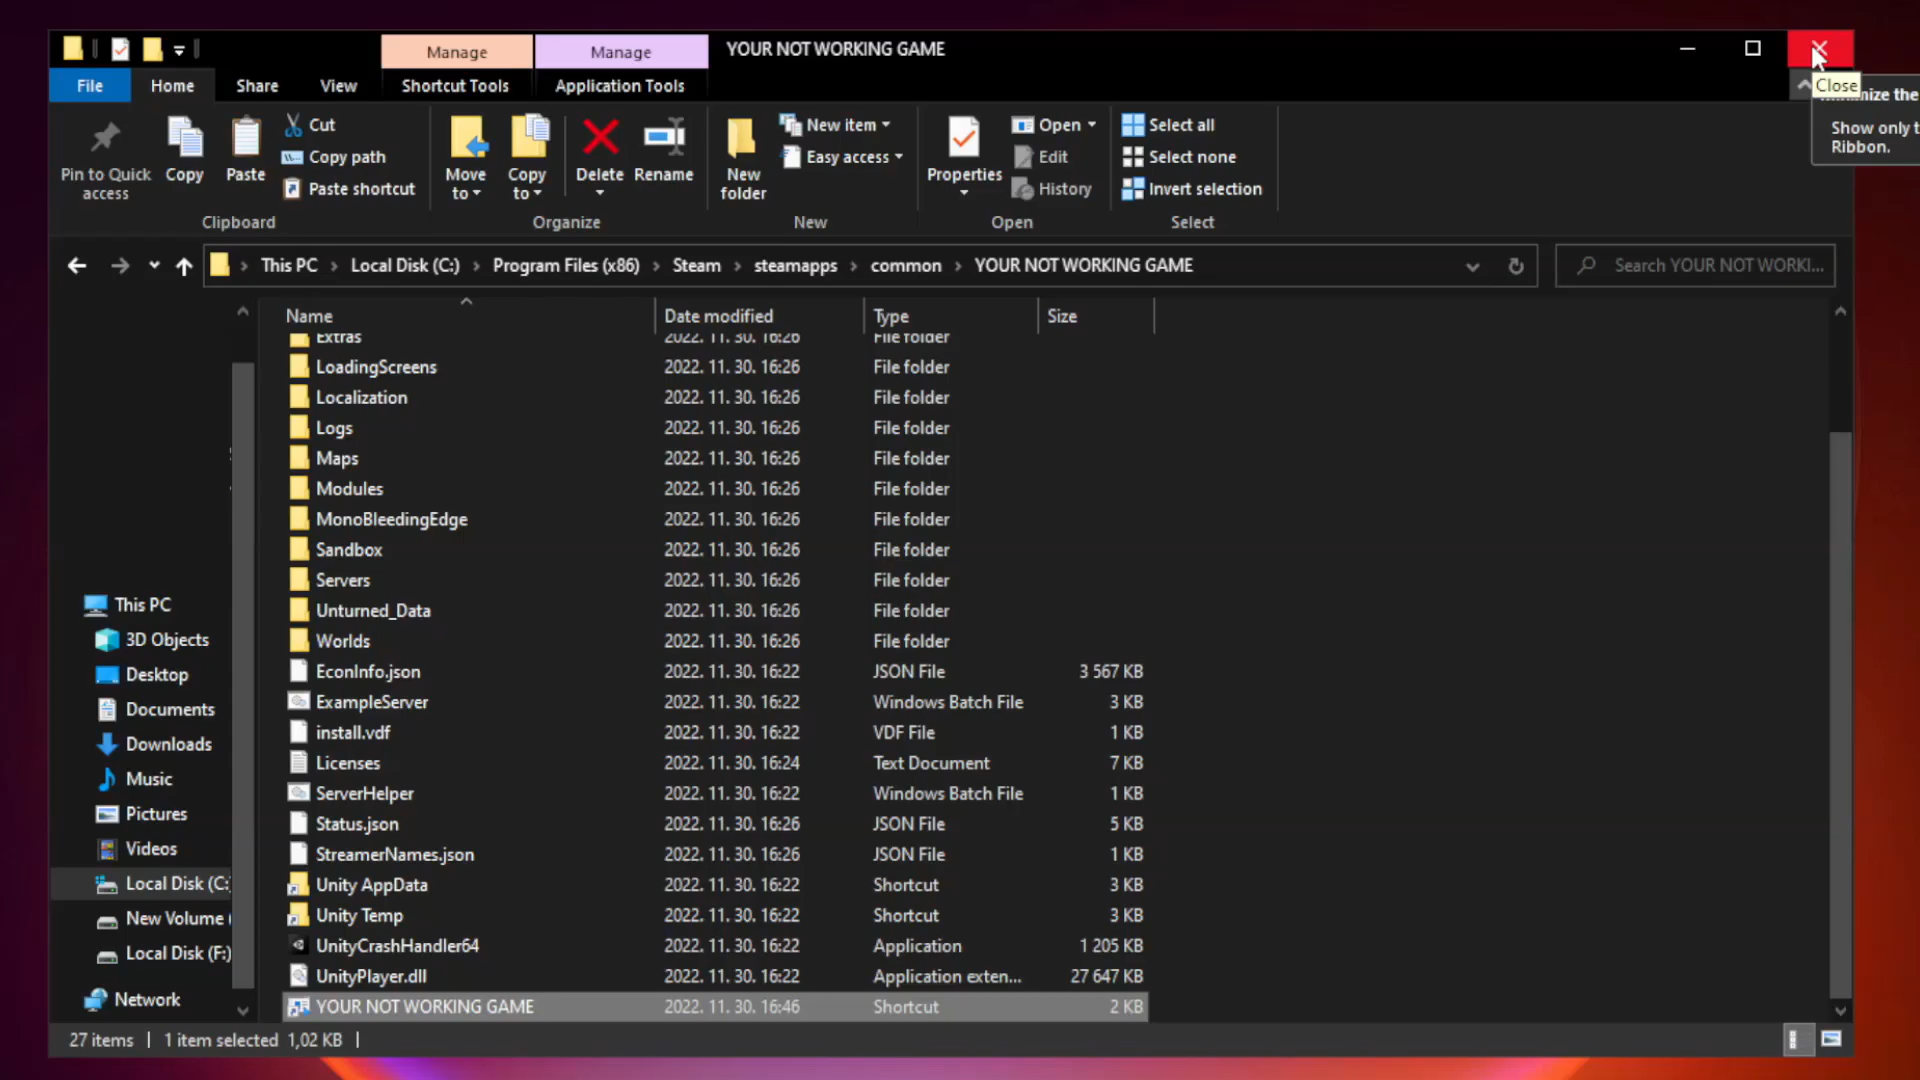 Manage
Manage
YOUR NOT WORKING GAME
File
Home
Share
View
Shortcut Tools
Application Tools
Close
the
Show only t
Ribbon.
Pin to Quick access
Copy
Paste
Cut
Copy path
Paste shortcut
Clipboard
Move to
Copy to
Delete
Rename
Organize
New folder
New item
Easy access
New
Properties
Open
Edit
History
Open
Select all
Select none
Invert selection
Select
This PC
Local Disk (C:)
Program Files (x86)
Steam
steamapps
common
YOUR NOT WORKING GAME
Search YOUR NOT WORKI...
Name Date modified Type Size
Extras 2022. 11. 30. 16:26 File folder
LoadingScreens 2022. 11. 30. 16:26 File folder
Localization 2022. 11. 30. 16:26 File folder
Logs 2022. 11. 30. 16:26 File folder
Maps 2022. 11. 30. 16:26 File folder
Modules 2022. 11. 30. 16:26 File folder
MonoBleedingEdge 2022. 11. 30. 16:26 File folder
Sandbox 2022. 11. 30. 16:26 File folder
Servers 2022. 11. 30. 16:26 File folder
Unturned_Data 2022. 11. 30. 16:26 File folder
Worlds 2022. 11. 30. 16:26 File folder
EconInfo.json 2022. 11. 30. 16:22 JSON File 3 567 KB
ExampleServer 2022. 11. 30. 16:22 Windows Batch File 3 KB
install.vdf 2022. 11. 30. 16:22 VDF File 1 KB
Licenses 2022. 11. 30. 16:24 Text Document 7 KB
ServerHelper 2022. 11. 30. 16:22 Windows Batch File 1 KB
Status.json 2022. 11. 30. 16:26 JSON File 5 KB
StreamerNames.json 2022. 11. 30. 16:26 JSON File 1 KB
Unity AppData 2022. 11. 30. 16:22 Shortcut 3 KB
Unity Temp 2022. 11. 30. 16:22 Shortcut 3 KB
UnityCrashHandler64 2022. 11. 30. 16:22 Application 1 205 KB
UnityPlayer.dll 2022. 11. 30. 16:22 Application exten... 27 647 KB
YOUR NOT WORKING GAME 2022. 11. 30. 16:46 Shortcut 2 KB
This PC
3D Objects
Desktop
Documents
Downloads
Music
Pictures
Videos
Local Disk (C:
New Volume (
Local Disk (F:)
Network
27 items
1 item selected 1,02 KB